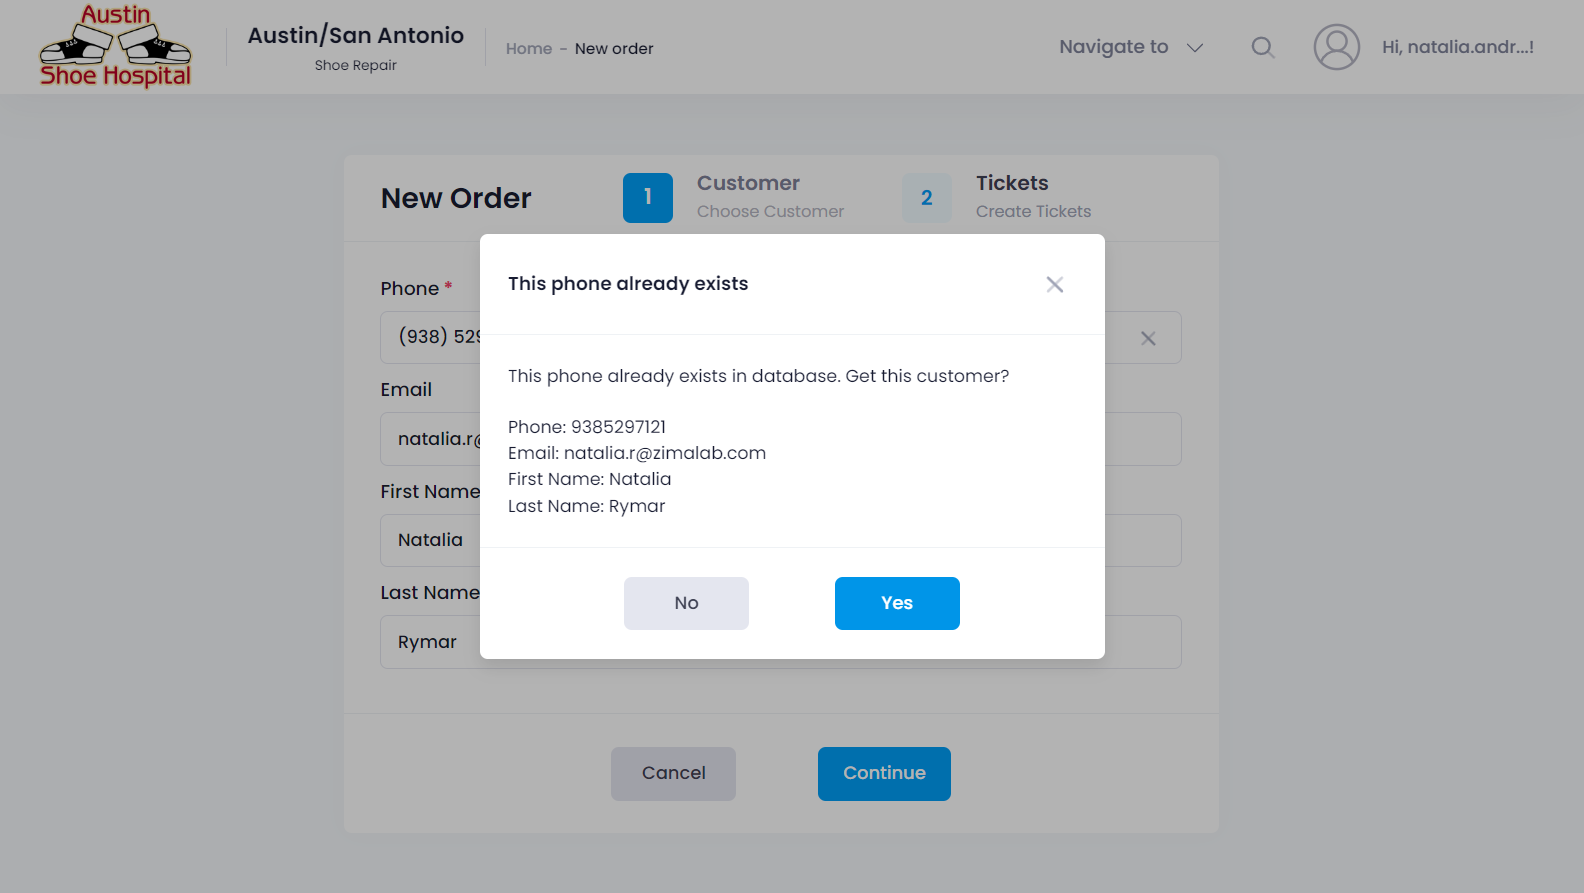 Austin
Shoe Hospital
Austin/San Antonio
Shoe Repair
Home - New order
Navigate to
Hi, natalia.andr...!
New Order
1
Customer
Choose Customer
2
Tickets
Create Tickets
Phone *
(938) 529
Email
natalia.r@
First Name
Natalia
Last Name
Rymar
This phone already exists
This phone already exists in database. Get this customer?
Phone: 9385297121
Email: natalia.r@zimalab.com
First Name: Natalia
Last Name: Rymar
No
Yes
Cancel
Continue